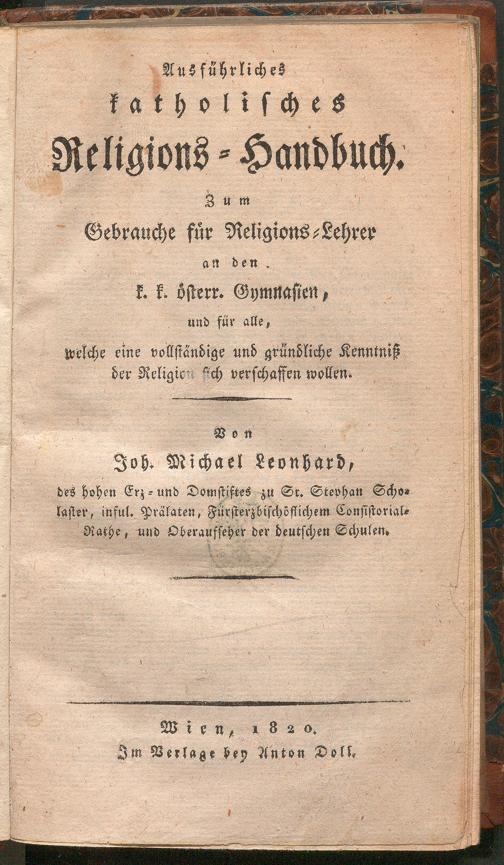 Ausführliches
katholisches
Religions-Handbuch.
Zum
Gebrauche für Religions-Lehrer
an den
k. k. österr. Gymnasien,
und für alle,
welche eine vollständige und gründliche Kenntniß
der Religion sich verschaffen wollen.
Von
Joh. Michael Leonhard,
des hohen Erz- und Domstiftes zu St. Stephan Scho-
laster, inful. Prälaten, Fürsterzbischöflichem Consistorial-
Rathe, und Oberaufseher der deutschen Schulen.
Wien, 1820.
Im Verlage bey Anton Doll.